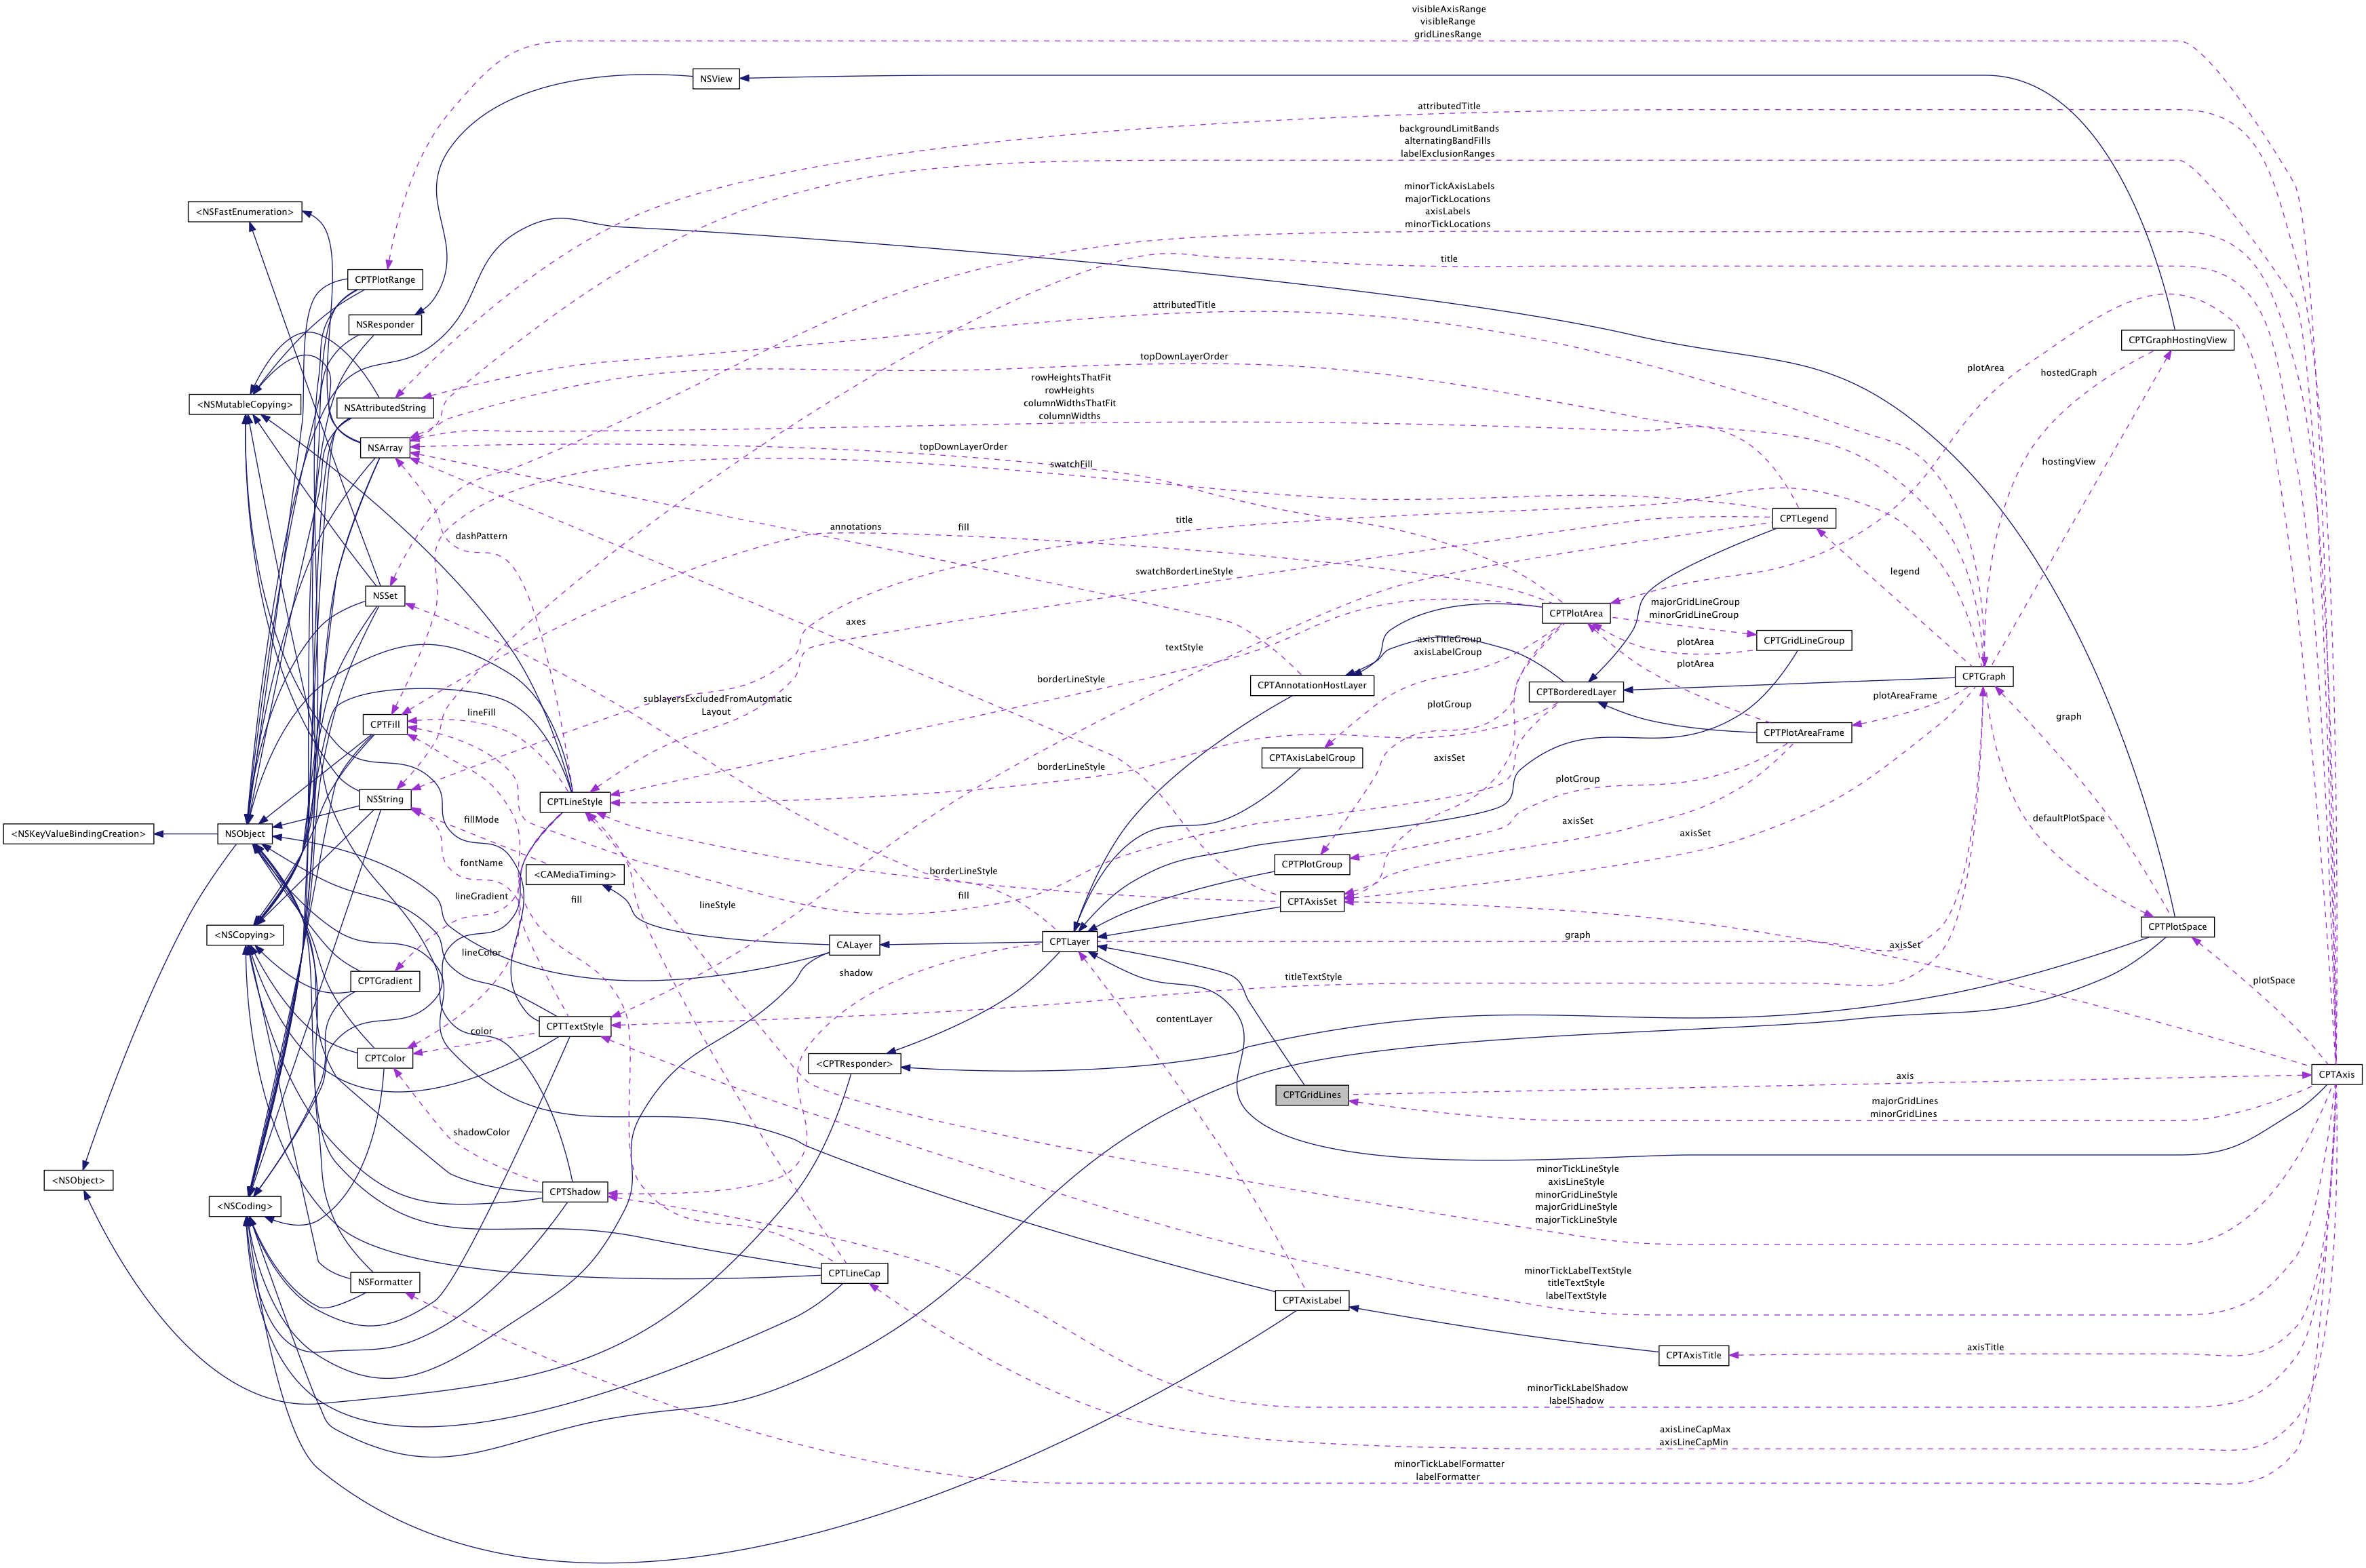 visibleAxisRange
visibleRange
gridLinesRange
NSView
attributedTitle
backgroundLimitBands
alternatingBandFills
labelExclusionRanges
minorTickAxisLabels
majorTickLocations
axisLabels
minorTickLocations
<NSFastEnumeration>
title
CPTPlotRange
attributedTitle
NSResponder
CPTGraphHostingView
topDownLayerOrder
plotArea
hostedGraph
rowHeightsThatFit
rowHeights
columnWidthsThatFit
columnWidths
<NSMutableCopying>
NSAttributedString
NSArray
topDownLayerOrder
swatchFill
hostingView
CPTLegend
annotations
fill
title
dashPattern
swatchBorderLineStyle
legend
NSSet
majorGridLineGroup
minorGridLineGroup
CPTPlotArea
axes
axisTitleGroup
axisLabelGroup
plotArea
CPTGridLineGroup
textStyle
plotArea
borderLineStyle
CPTAnnotationHostLayer
CPTBorderedLayer
CPTGraph
sublayersExcludedFromAutomatic
Layout
plotAreaFrame
plotGroup
lineFill
CPTFill
graph
CPTPlotAreaFrame
CPTAxisLabelGroup
axisSet
borderLineStyle
plotGroup
NSString
CPTLineStyle
fillMode
axisSet
defaultPlotSpace
<NSKeyValueBindingCreation>
NSObject
axisSet
fontName
<CAMediaTiming>
borderLineStyle
CPTPlotGroup
lineGradient
fill
fill
lineStyle
CPTAxisSet
CPTPlotSpace
<NSCopying>
graph
CALayer
CPTLayer
axisSet
lineColor
shadow
titleTextStyle
plotSpace
CPTGradient
contentLayer
color
CPTTextStyle
CPTColor
<CPTResponder>
axis
CPTAxis
CPTGridLines
majorGridLines
minorGridLines
shadowColor
minorTickLineStyle
axisLineStyle
minorGridLineStyle
majorGridLineStyle
majorTickLineStyle
<NSObject>
CPTShadow
<NSCoding>
minorTickLabelTextStyle
titleTextStyle
labelTextStyle
CPTLineCap
NSFormatter
CPTAxisLabel
axisTitle
CPTAxisTitle
minorTickLabelShadow
labelShadow
axisLineCapMax
axisLineCapMin
minorTickLabelFormatter
labelFormatter